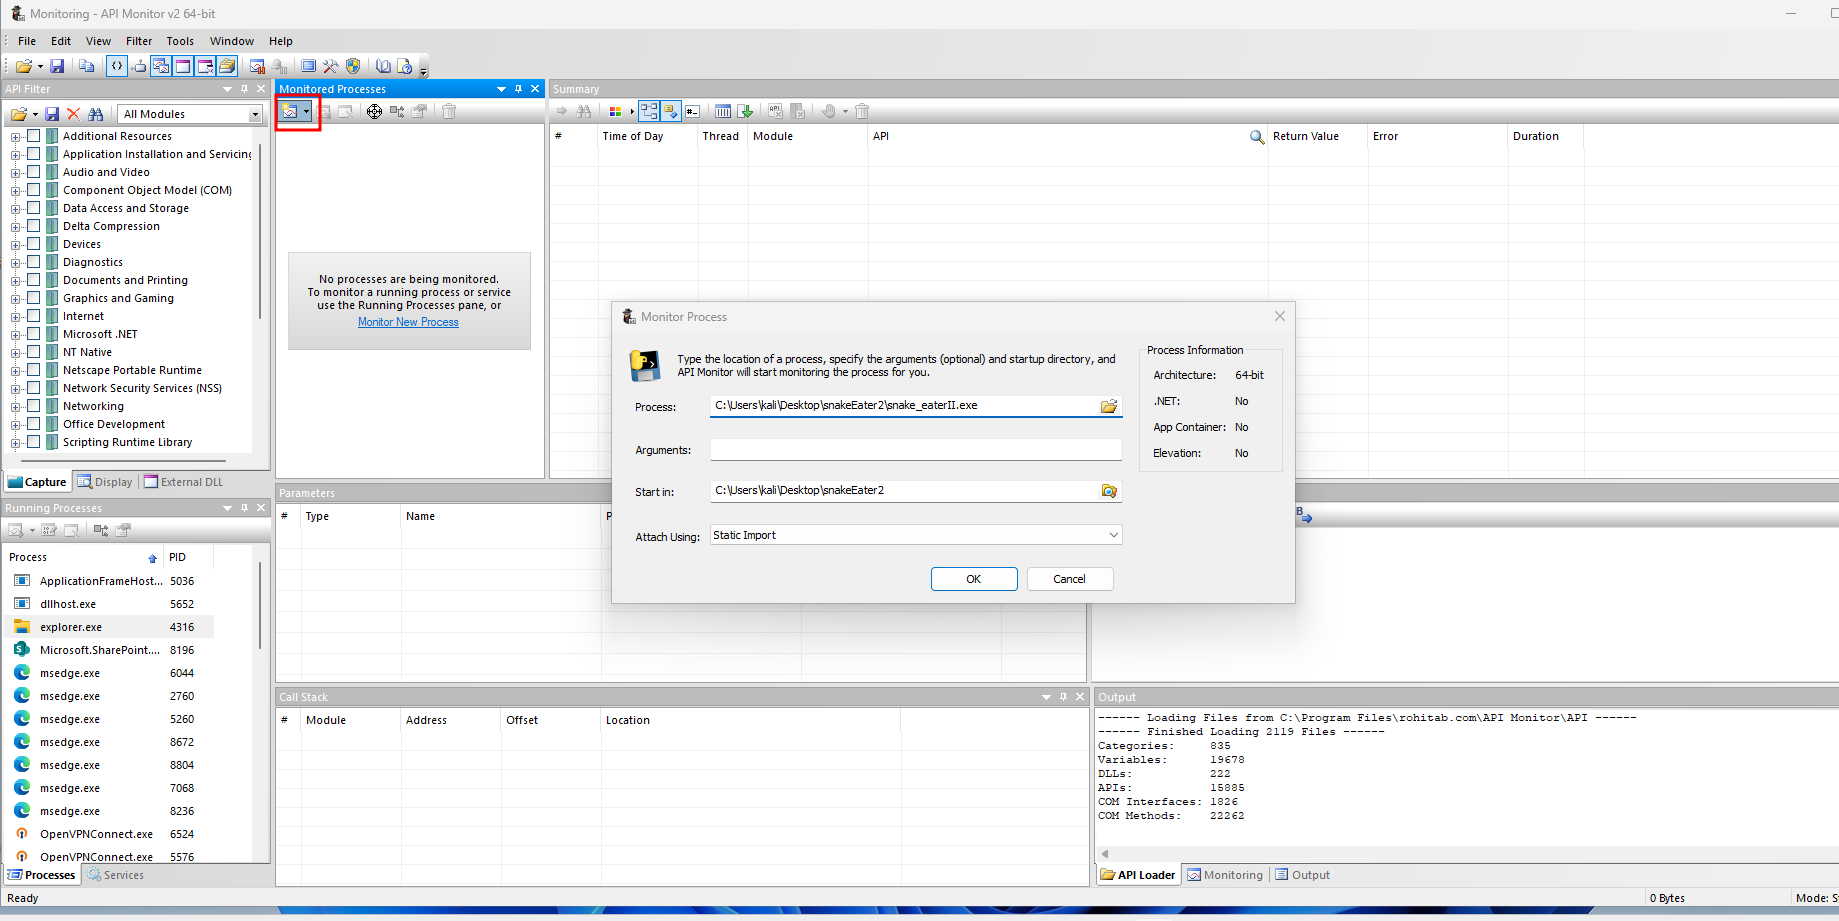 Monitoring - API Monitor v2 64-bit
File Edit View Filter Tools Window Help
API Filter
All Modules
Additional Resources
Application Installation and Servicing
Audio and Video
Component Object Model (COM)
Data Access and Storage
Delta Compression
Devices
Diagnostics
Documents and Printing
Graphics and Gaming
Internet
Microsoft .NET
NT Native
Netscape Portable Runtime
Network Security Services (NSS)
Networking
Office Development
Scripting Runtime Library
Capture Display External DLL
Monitored Processes
No processes are being monitored.
To monitor a running process or service
use the Running Processes pane, or
Monitor New Process
Summary
# Time of Day Thread Module API Return Value Error Duration
Monitor Process
Type the location of a process, specify the arguments (optional) and startup directory, and
API Monitor will start monitoring the process for you.
Process: C:\Users\kali\Desktop\snakeEater2\snake_eaterII.exe
Arguments:
Start in: C:\Users\kali\Desktop\snakeEater2
Attach Using: Static Import
OK Cancel
Process Information
Architecture: 64-bit
.NET: No
App Container: No
Elevation: No
Parameters
# Type Name P
Running Processes
Process PID
ApplicationFrameHost... 5036
dllhost.exe 5652
explorer.exe 4316
Microsoft.SharePoint.... 8196
msedge.exe 6044
msedge.exe 2760
msedge.exe 5260
msedge.exe 8672
msedge.exe 8804
msedge.exe 7068
msedge.exe 8236
OpenVPNConnect.exe 6524
OpenVPNConnect.exe 5576
Processes Services
Call Stack
# Module Address Offset Location
Output
------ Loading Files from C:\Program Files\rohitab.com\API Monitor\API ------
------ Finished Loading 2119 Files ------
Categories: 835
Variables: 19678
DLLs: 222
APIs: 15885
COM Interfaces: 1826
COM Methods: 22262
API Loader Monitoring Output
Ready 0 Bytes Mode: S